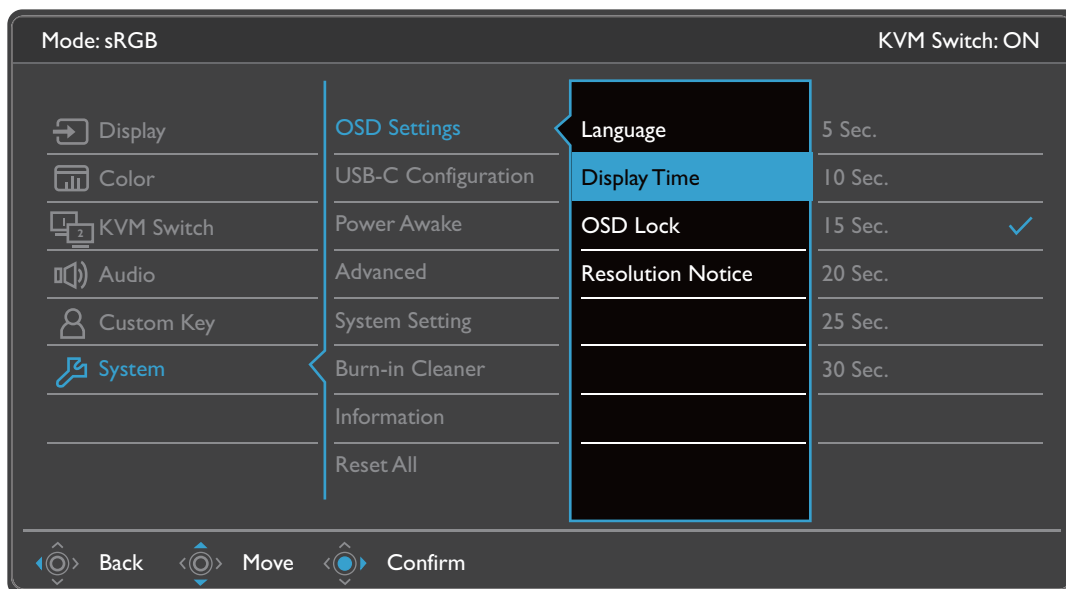 Mode: sRGB
KVM Switch: ON
Display
Color
1 2 KVM Switch
Audio
Custom Key
System
OSD Settings
USB-C Configuration
Power Awake
Advanced
System Setting
Burn-in Cleaner
Information
Reset All
Language
Display Time
OSD Lock
Resolution Notice
5 Sec.
10 Sec.
15 Sec.
20 Sec.
25 Sec.
30 Sec.
Back Move Confirm